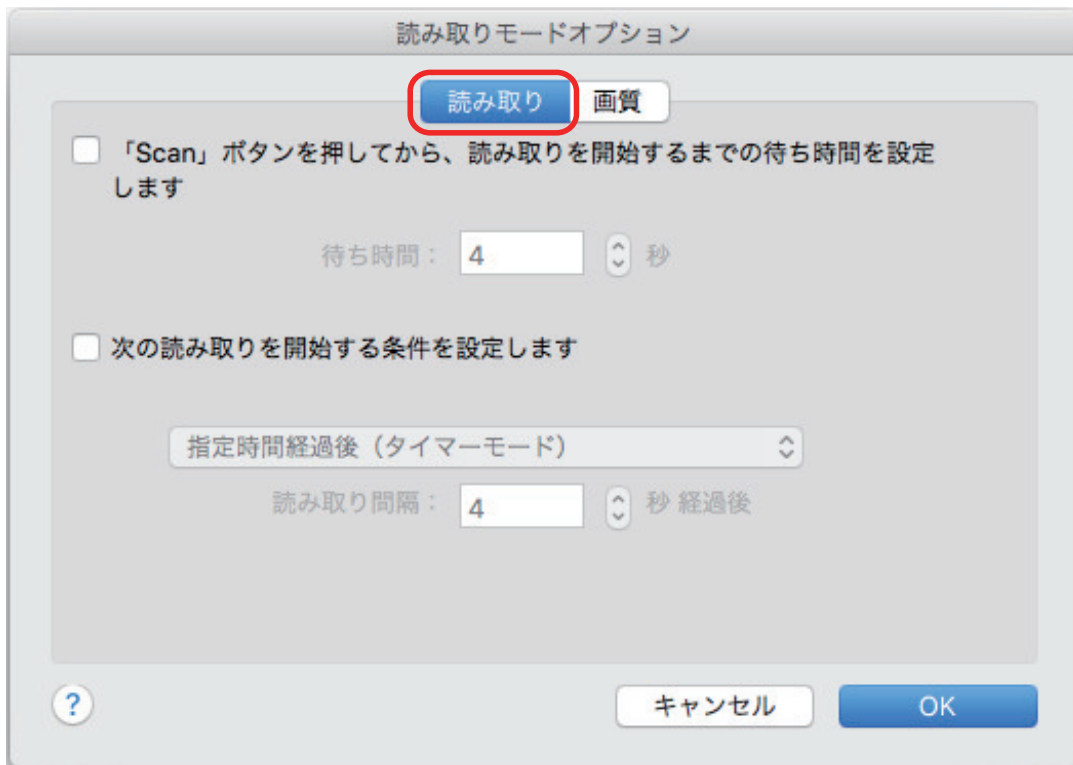 読み取りモードオプション
読み取り 画質
「Scan」ボタンを押してから、読み取りを開始するまでの待ち時間を設定
します
待ち時間： 4 秒
次の読み取りを開始する条件を設定します
指定時間経過後（タイマーモード）
読み取り間隔： 4 秒 経過後
? キャンセル OK